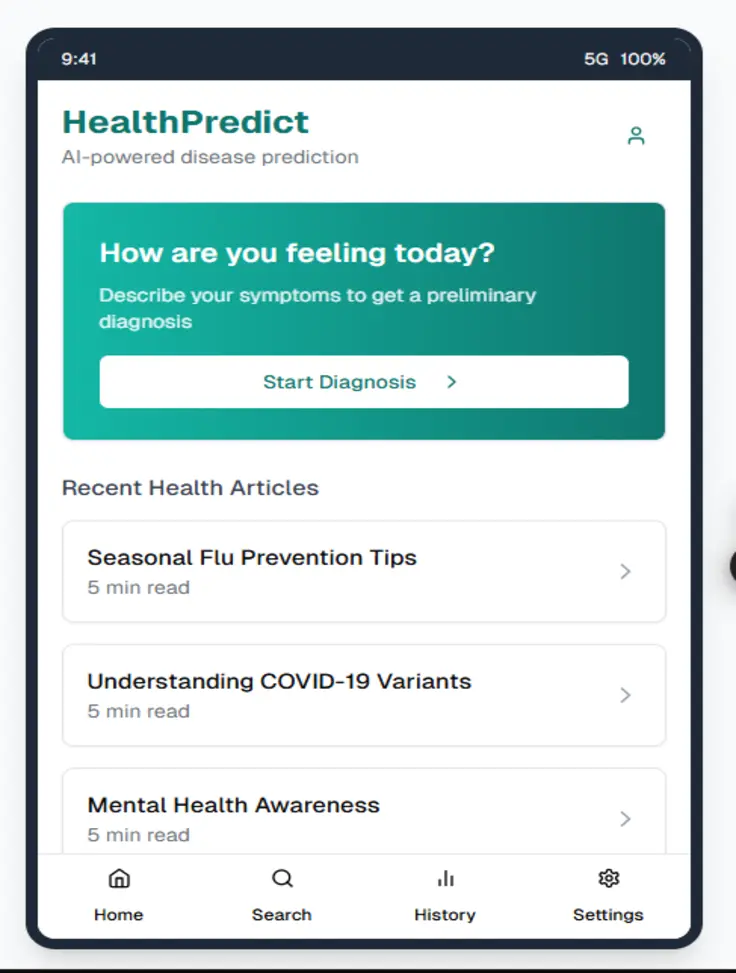 9:41
5G 100%
HealthPredict
AI-powered disease prediction
How are you feeling today?
Describe your symptoms to get a preliminary
diagnosis
Start Diagnosis
Recent Health Articles
Seasonal Flu Prevention Tips
5 min read
Understanding COVID-19 Variants
5 min read
Mental Health Awareness
5 min read
Home Search History Settings